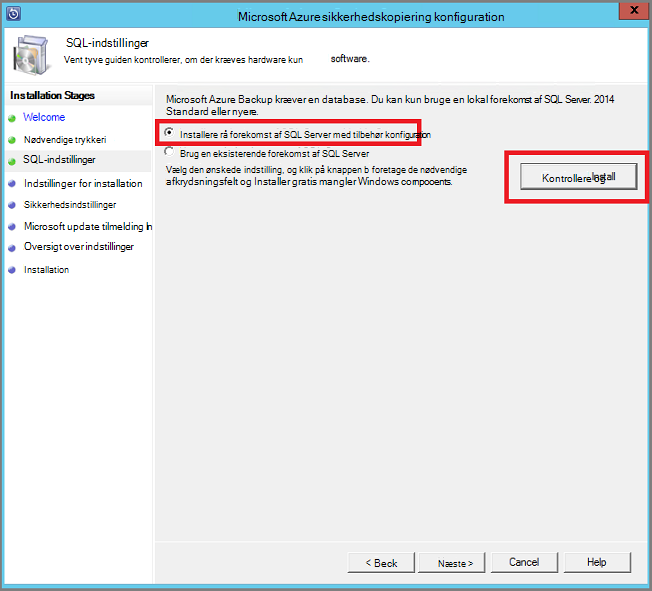 Microsoft Azure sikkerhedskopiering konfiguration
X
SQL-indstillinger
Vent tyve guiden kontrollerer, om der kræves hardware kun software.
Installation Stages
Welcome
Nødvendige trykkeri
SQL-indstillinger
Indstillinger for installation
Sikkerhedsindstillinger
Microsoft update tilmelding In
Oversigt over indstillinger
Installation
Microsoft Azure Backup kræver en database. Du kan kun bruge en lokal forekomst af SQL Server. 2014
Standard eller nyere.
Installere rå forekomst af SQL Server med tilbehør konfiguration
Brug en eksisterende forekomst af SQL Server
Vælg den ønskede indstilling, og klik på knappen b foretage de nødvendige
afkrydsningsfelt og Installer gratis mangler Windows compocents.
Kontrollere og Install
< Beck
Næste >
Cancel
Help